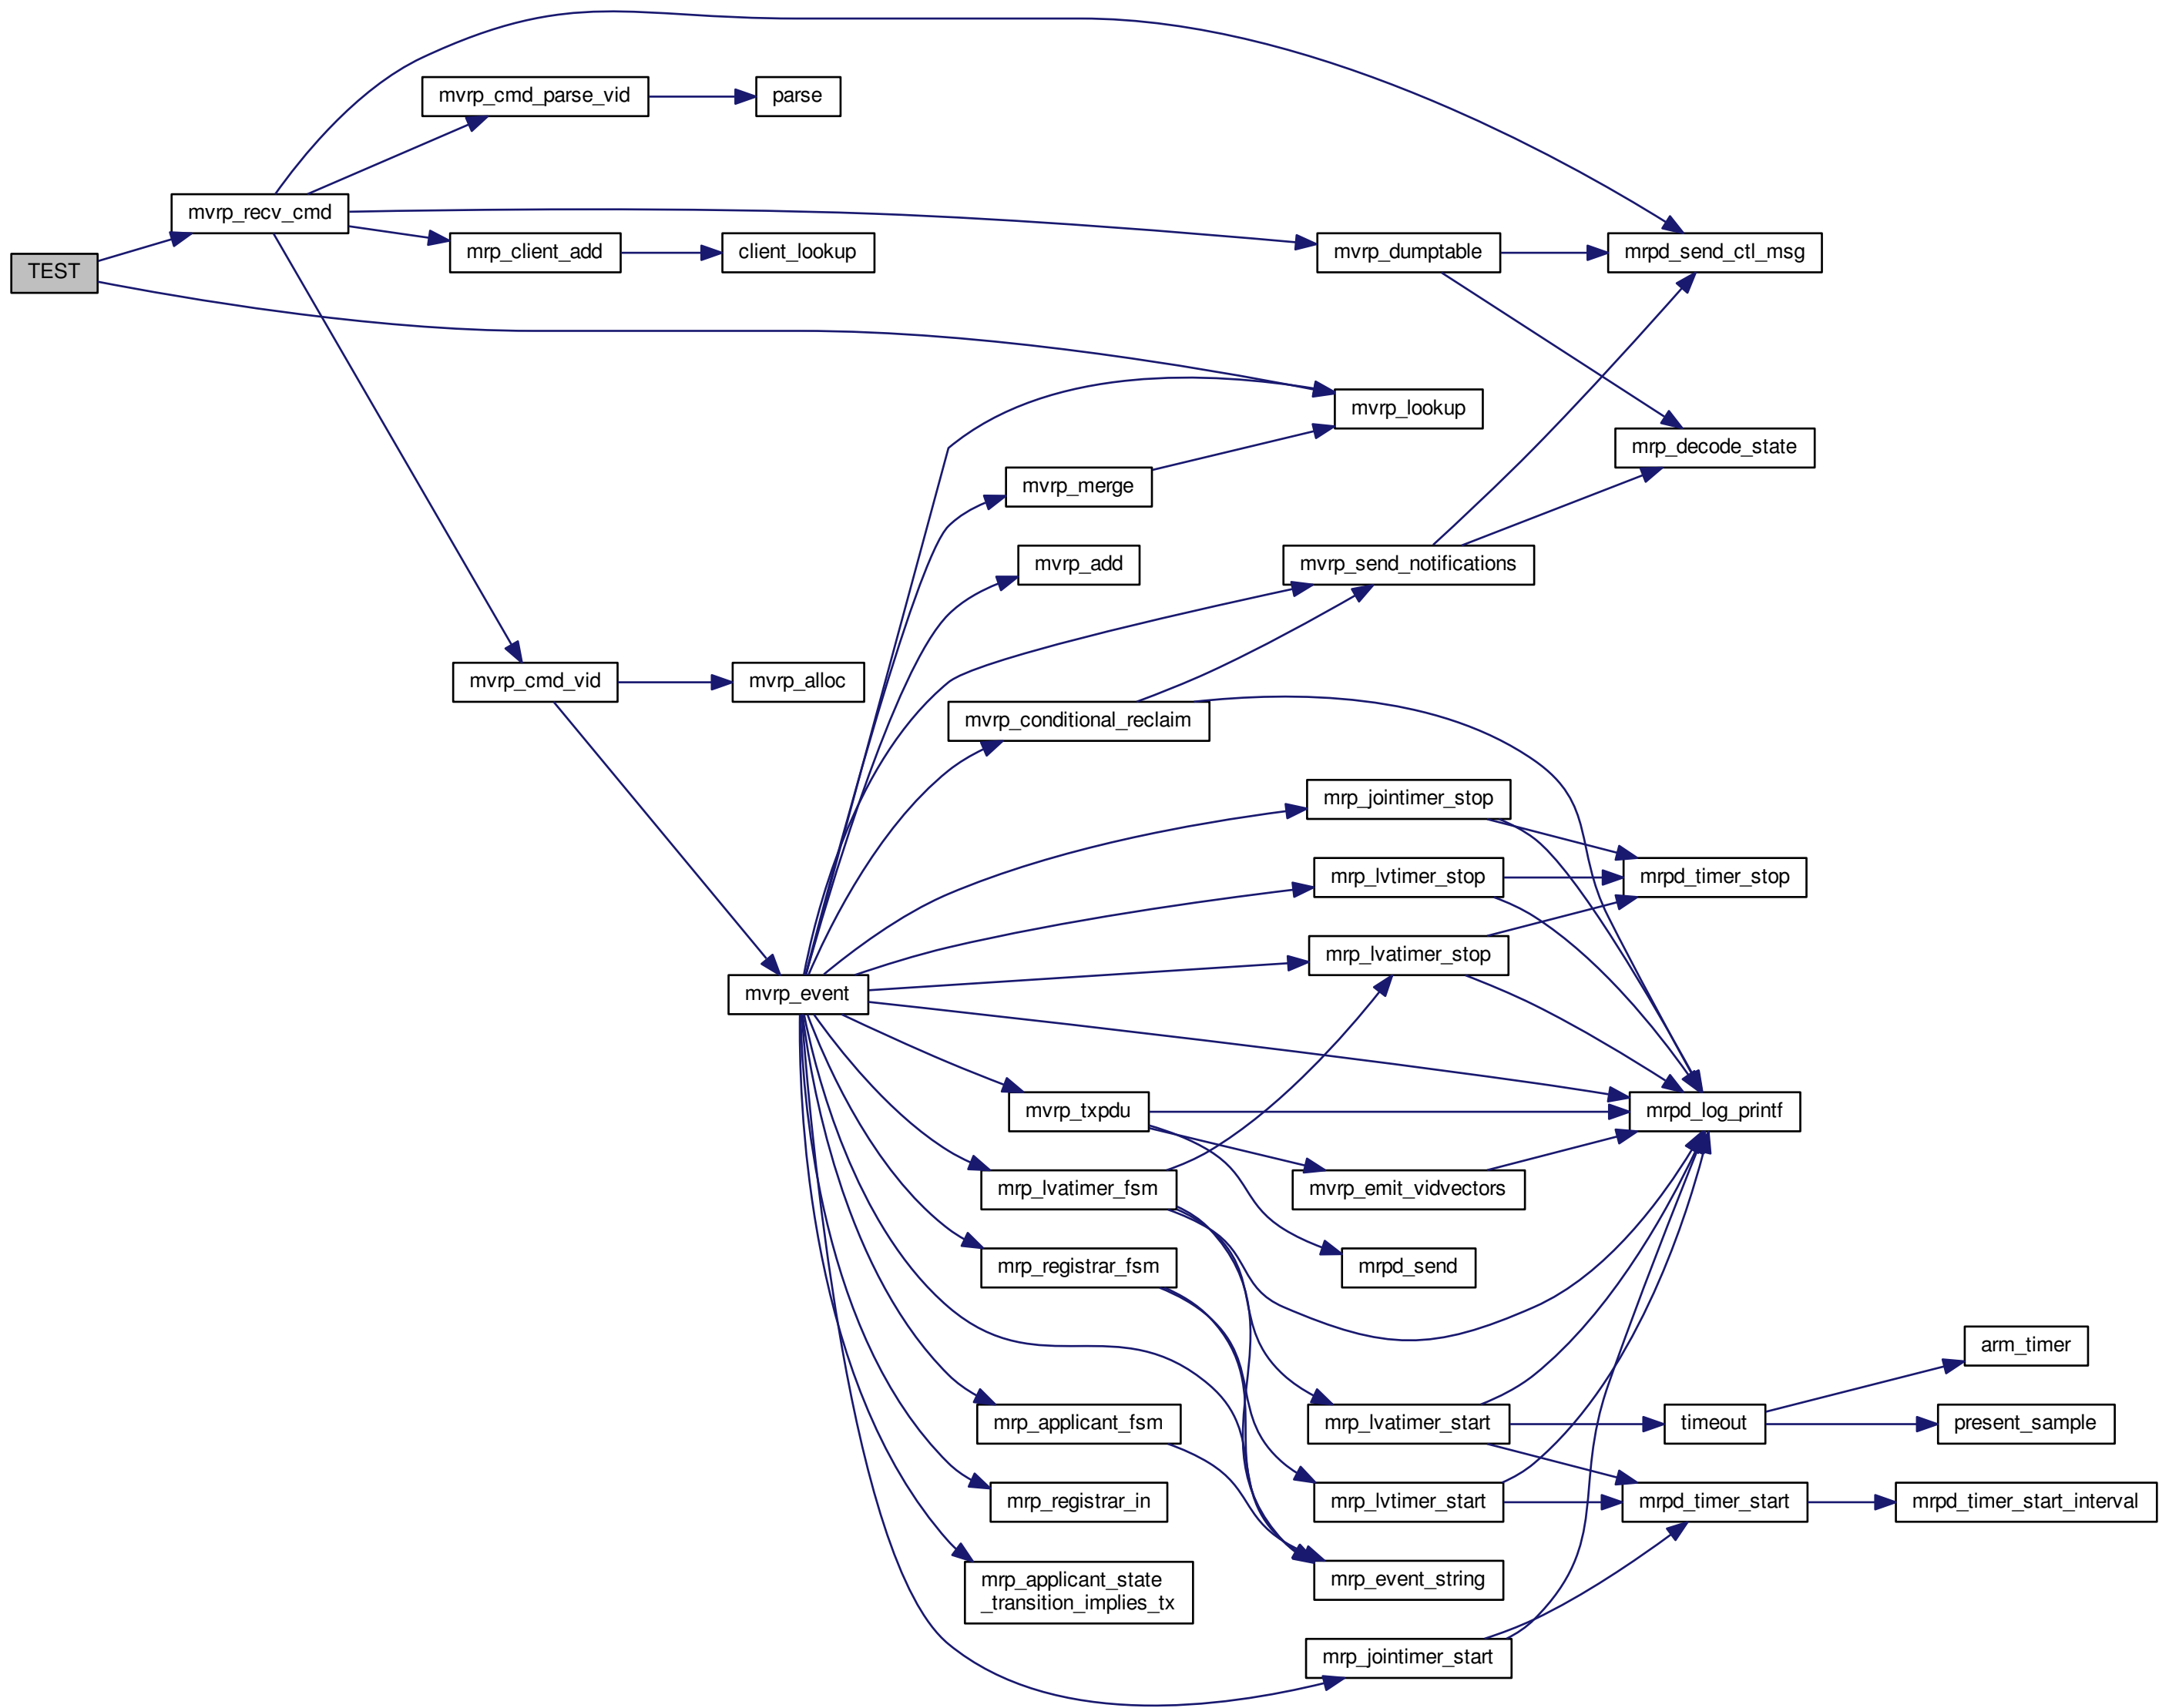 TEST
mvrp_recv_cmd
mvrp_cmd_parse_vid
parse
mrp_client_add
client_lookup
mvrp_dumptable
mrpd_send_ctl_msg
mvrp_lookup
mrp_decode_state
mvrp_merge
mvrp_add
mvrp_send_notifications
mvrp_cmd_vid
mvrp_alloc
mvrp_conditional_reclaim
mrp_jointimer_stop
mrp_lvtimer_stop
mrpd_timer_stop
mrp_lvatimer_stop
mvrp_event
mvrp_txpdu
mrpd_log_printf
mrp_lvatimer_fsm
mvrp_emit_vidvectors
mrp_registrar_fsm
mrpd_send
arm_timer
mrp_applicant_fsm
mrp_lvatimer_start
timeout
present_sample
mrp_registrar_in
mrp_lvtimer_start
mrpd_timer_start
mrpd_timer_start_interval
mrp_applicant_state
_transition_implies_tx
mrp_event_string
mrp_jointimer_start